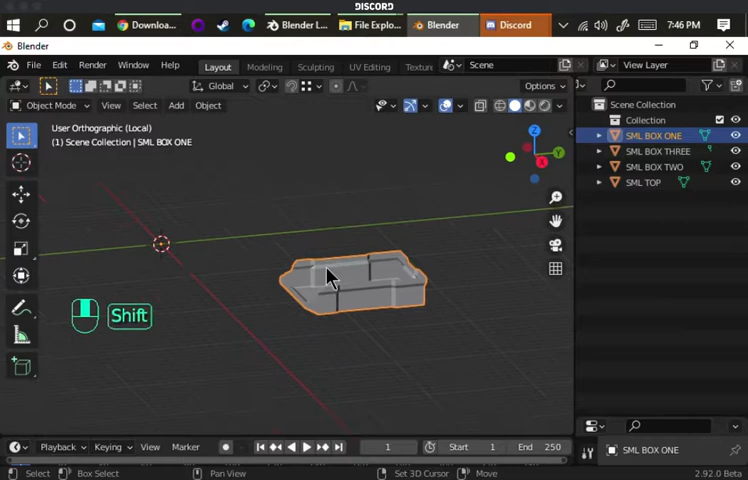 DISCORD
Downloa...
Blender L...
File Explo...
Blender
Discord
7:46 PM
Blender
File Edit Render Window Help
Layout Modeling Sculpting UV Editing Textur
Scene
View Layer
Global
Options
Object Mode View Select Add Object
User Orthographic (Local)
(1) Scene Collection | SML BOX ONE
Z
Y
X
Scene Collection
Collection
SML BOX ONE
SML BOX THREE
SML BOX TWO
SML TOP
Shift
Playback Keying View Marker
1
Start 1
End 250
SML BOX ONE
Select
Box Select
Pan View
Set 3D Cursor
Move
2.92.0 Beta